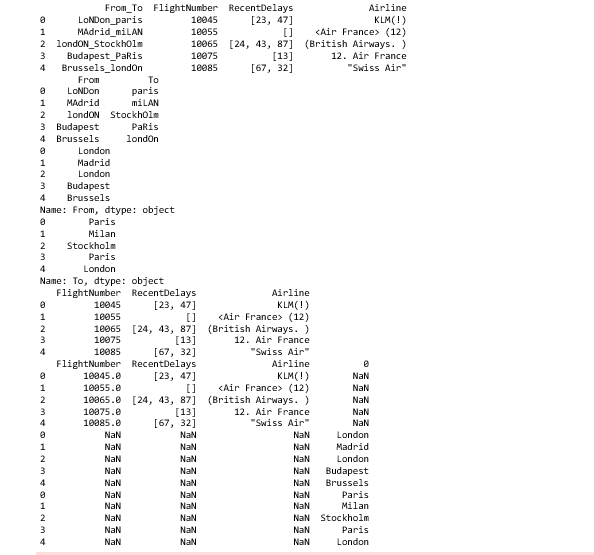 From_To FlightNumber RecentDelays Airline
0 LoNDon_paris 10045 [23, 47] KLM(!)
1 MAdrid_miLAN 10055 [] <Air France> (12)
2 londON_StockhOlm 10065 [24, 43, 87] (British Airways. )
3 Budapest_PaRis 10075 [13] 12. Air France
4 Brussels_londOn 10085 [67, 32] "Swiss Air"
From To
0 LoNDon paris
1 MAdrid miLAN
2 londON StockhOlm
3 Budapest PaRis
4 Brussels londOn
0 London
1 Madrid
2 London
3 Budapest
4 Brussels
Name: From, dtype: object
0 Paris
1 Milan
2 Stockholm
3 Paris
4 London
Name: To, dtype: object
FlightNumber RecentDelays Airline
0 10045 [23, 47] KLM(!)
1 10055 [] <Air France> (12)
2 10065 [24, 43, 87] (British Airways. )
3 10075 [13] 12. Air France
4 10085 [67, 32] "Swiss Air"
FlightNumber RecentDelays Airline 0
0 10045.0 [23, 47] KLM(!) NaN
1 10055.0 [] <Air France> (12) NaN
2 10065.0 [24, 43, 87] (British Airways. ) NaN
3 10075.0 [13] 12. Air France NaN
4 10085.0 [67, 32] "Swiss Air" NaN
0 NaN NaN NaN London
1 NaN NaN NaN Madrid
2 NaN NaN NaN London
3 NaN NaN NaN Budapest
4 NaN NaN NaN Brussels
0 NaN NaN NaN Paris
1 NaN NaN NaN Milan
2 NaN NaN NaN Stockholm
3 NaN NaN NaN Paris
4 NaN NaN NaN London